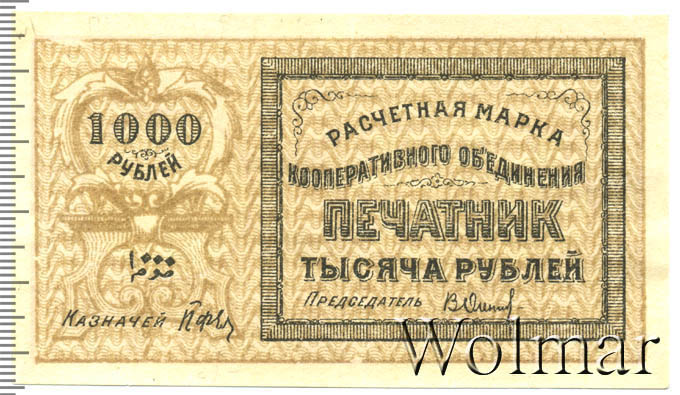 1000
РУБЛЕЙ
КАЗНАЧЕЙ
РАСЧЕТНАЯ МАРКА
КООПЕРАТИВНОГО ОБЪЕДИНЕНИЯ
ПЕЧАТНИК
ТЫСЯЧА РУБЛЕЙ
ПРЕДСЕДАТЕЛЬ
Wolmar